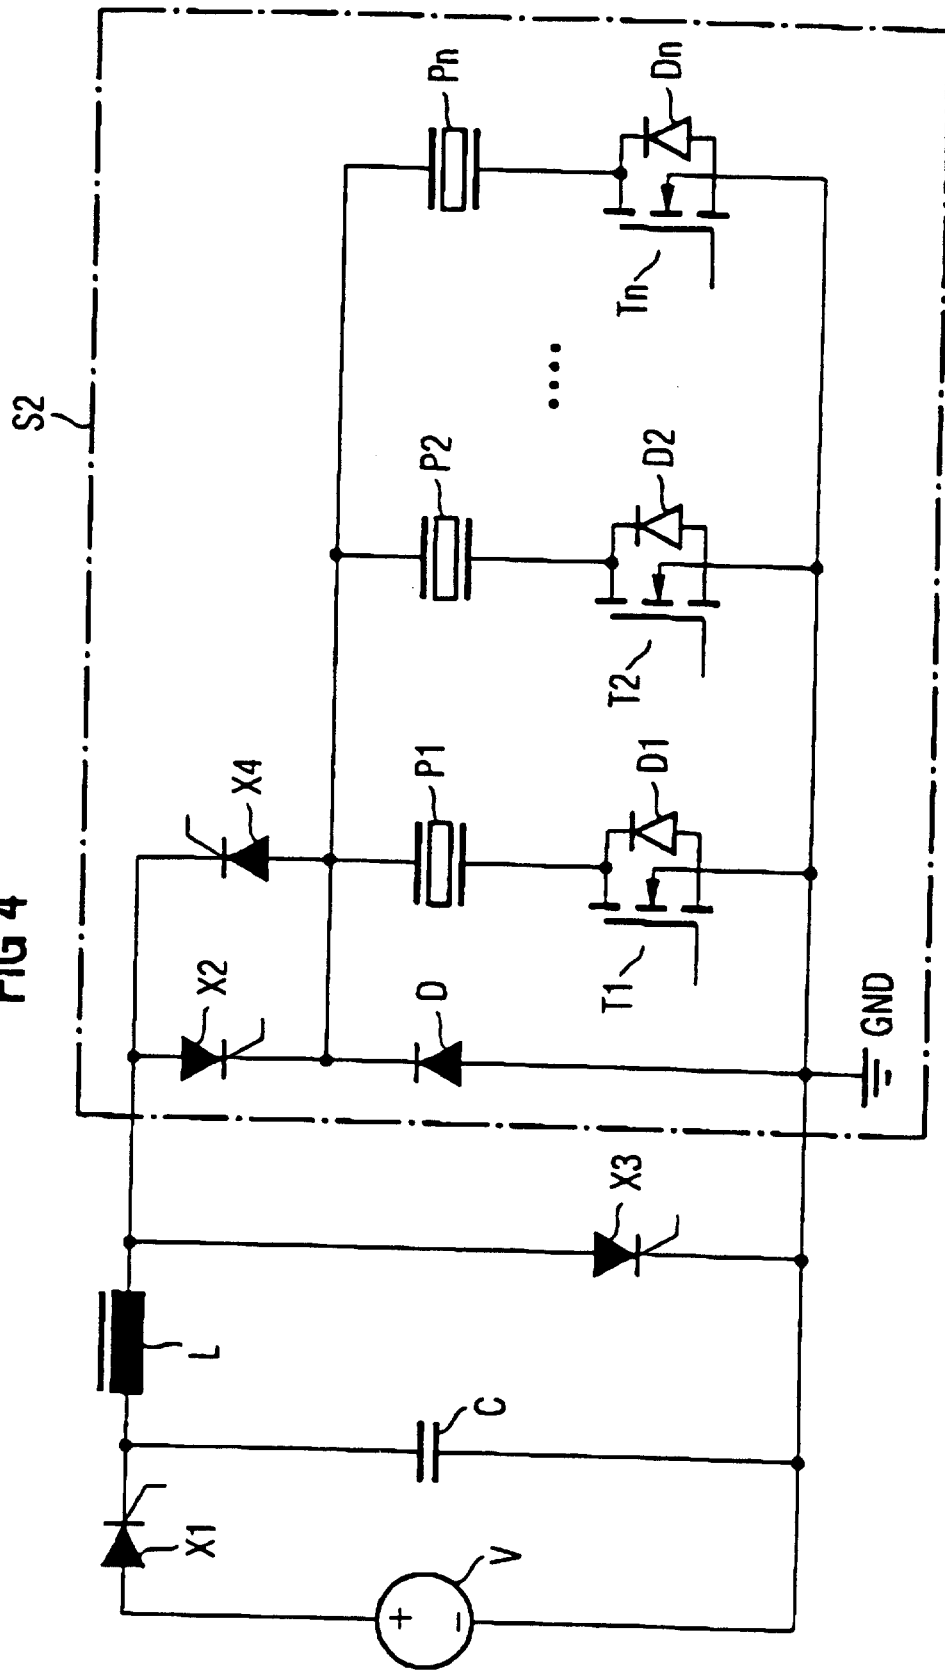 FIG 4
S2
X1
L
C
V
X3
X2
X4
D
GND
P1
T1
D1
P2
T2
D2
....
Pn
Tn
Dn
+
−